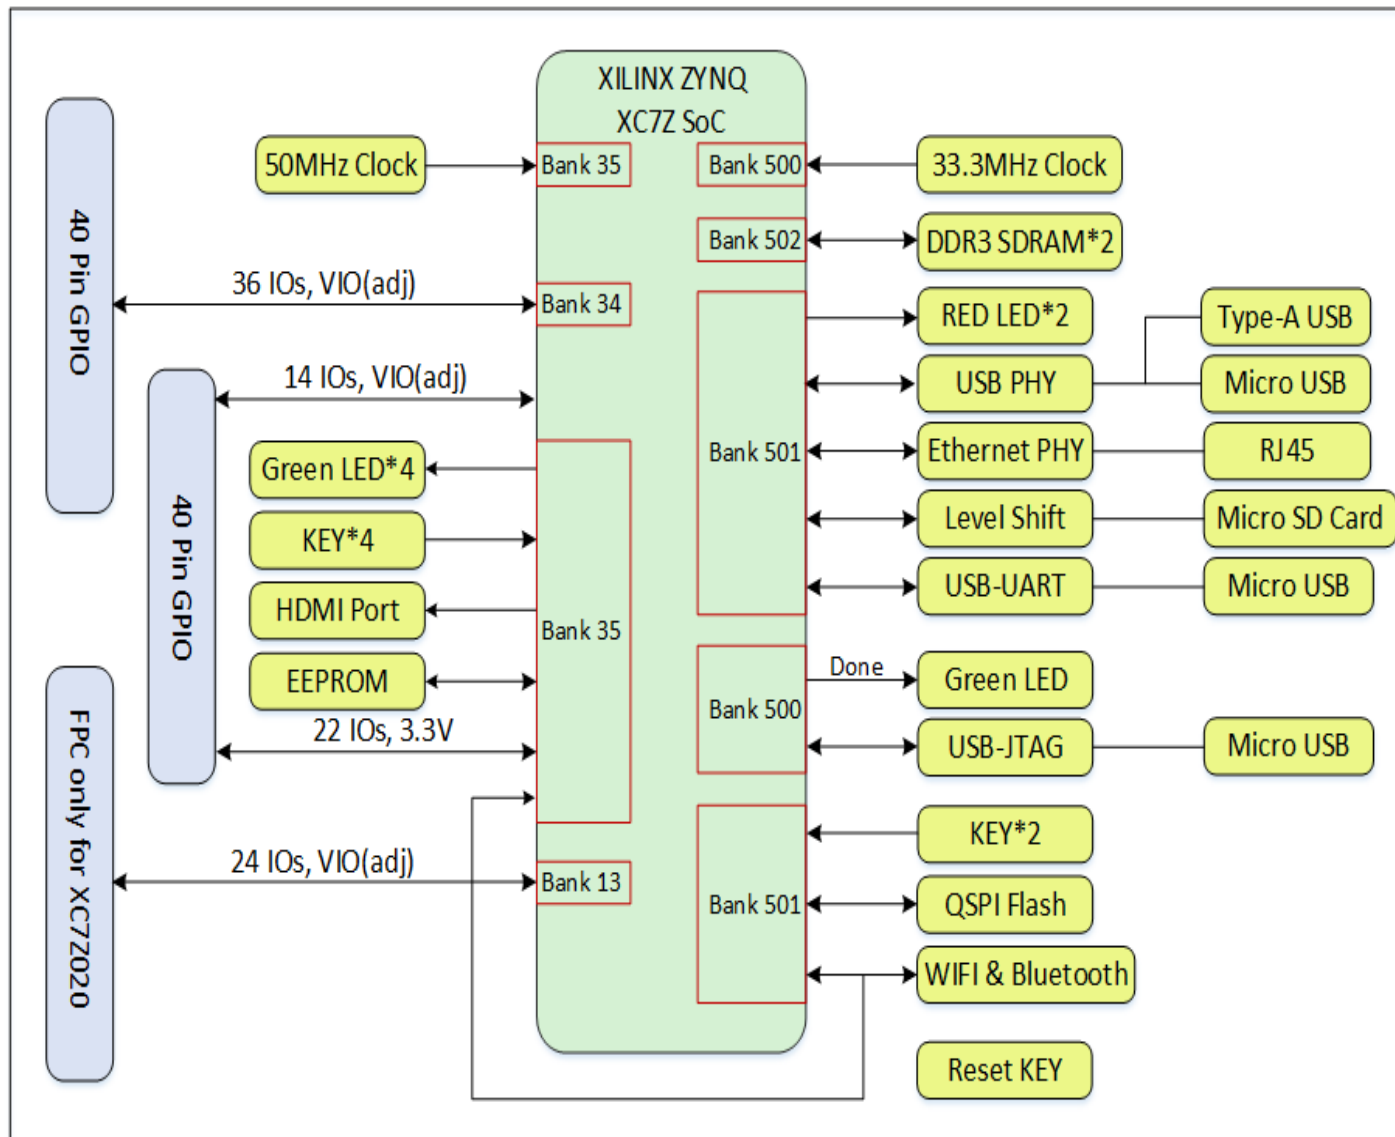 XILINX ZYNQ
XC7Z SoC
50MHz Clock
Bank 35
Bank 500
33.3MHz Clock
40 Pin GPIO
Bank 502
DDR3 SDRAM*2
36 IOs, VIO(adj)
Bank 34
RED LED*2
Type-A USB
14 IOs, VIO(adj)
USB PHY
Micro USB
40 Pin GPIO
Green LED*4
Bank 501
Ethernet PHY
RJ45
KEY*4
Level Shift
Micro SD Card
HDMI Port
Bank 35
USB-UART
Micro USB
EEPROM
Done
Green LED
22 IOs, 3.3V
Bank 500
USB-JTAG
Micro USB
FPC only for XC7Z020
24 IOs, VIO(adj)
Bank 13
KEY*2
Bank 501
QSPI Flash
WIFI & Bluetooth
Reset KEY